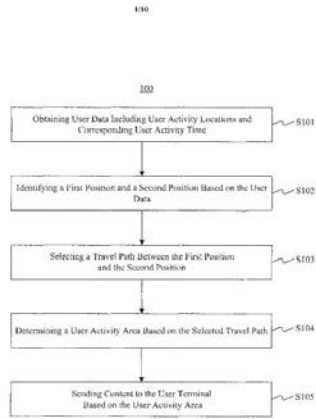 1/10
100
Obtaining User Data Including User Activity Locations and
Corresponding User Activity Time
S101
Identifying a First Position and a Second Position Based on the User
Data
S102
Selecting a Travel Path Between the First Position
and the Second Position
S103
Determining a User Activity Area Based on the Selected Travel Path
S104
Sending Content to the User Terminal
Based on the User Activity Area
S105